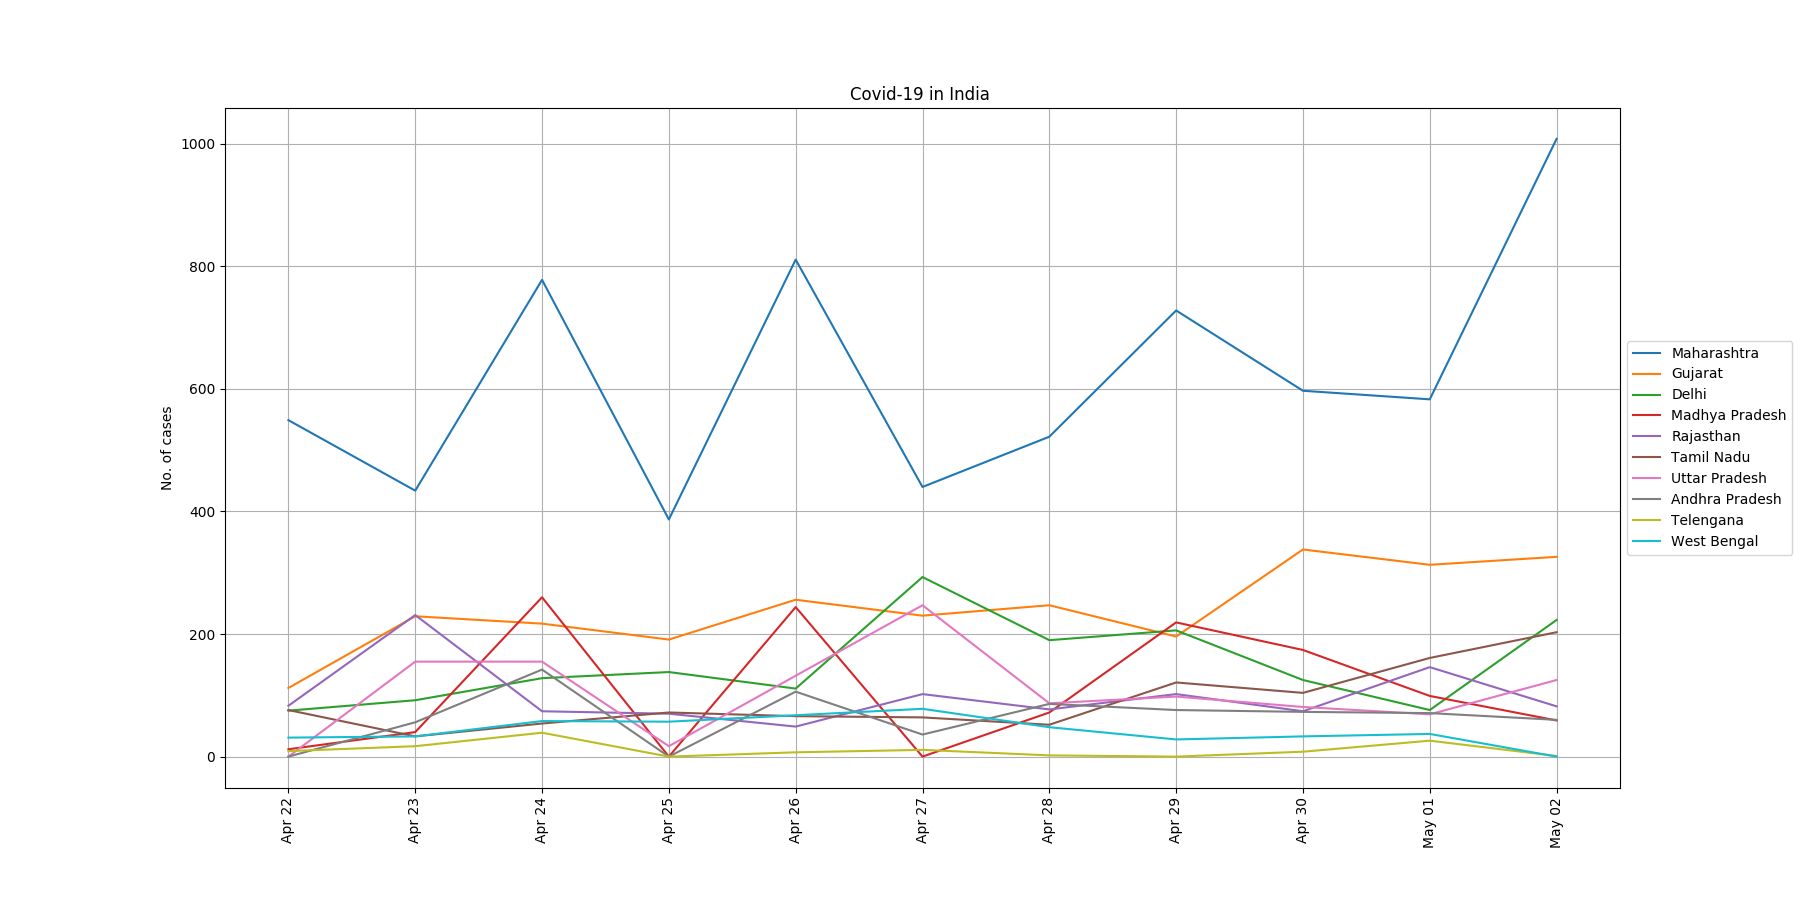 Covid-19 in India
1000
800
600
400
200
0
No. of cases
Apr 22
Apr 23
Apr 24
Apr 25
Apr 26
Apr 27
Apr 28
Apr 29
Apr 30
May 01
May 02
Maharashtra
Gujarat
Delhi
Madhya Pradesh
Rajasthan
Tamil Nadu
Uttar Pradesh
Andhra Pradesh
Telengana
West Bengal